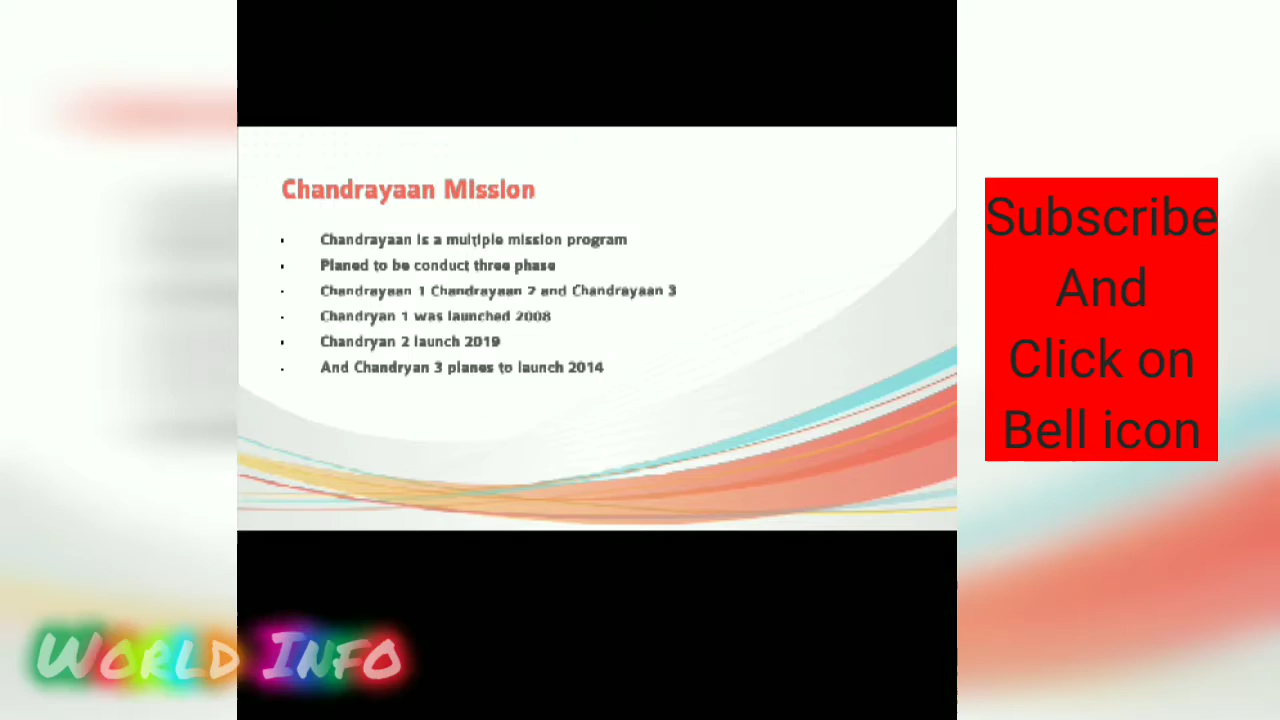 Chandrayaan Mission
Chandrayaan is a multiple mission program
Planed to be conduct three phase
Chandrayaan 1 Chandrayaan 2 and Chandrayaan 3
Chandryan 1 was launched 2008
Chandryan 2 launch 2019
And Chandryan 3 planes to launch 2014
Subscribe
And
Click on
Bell icon
World Info